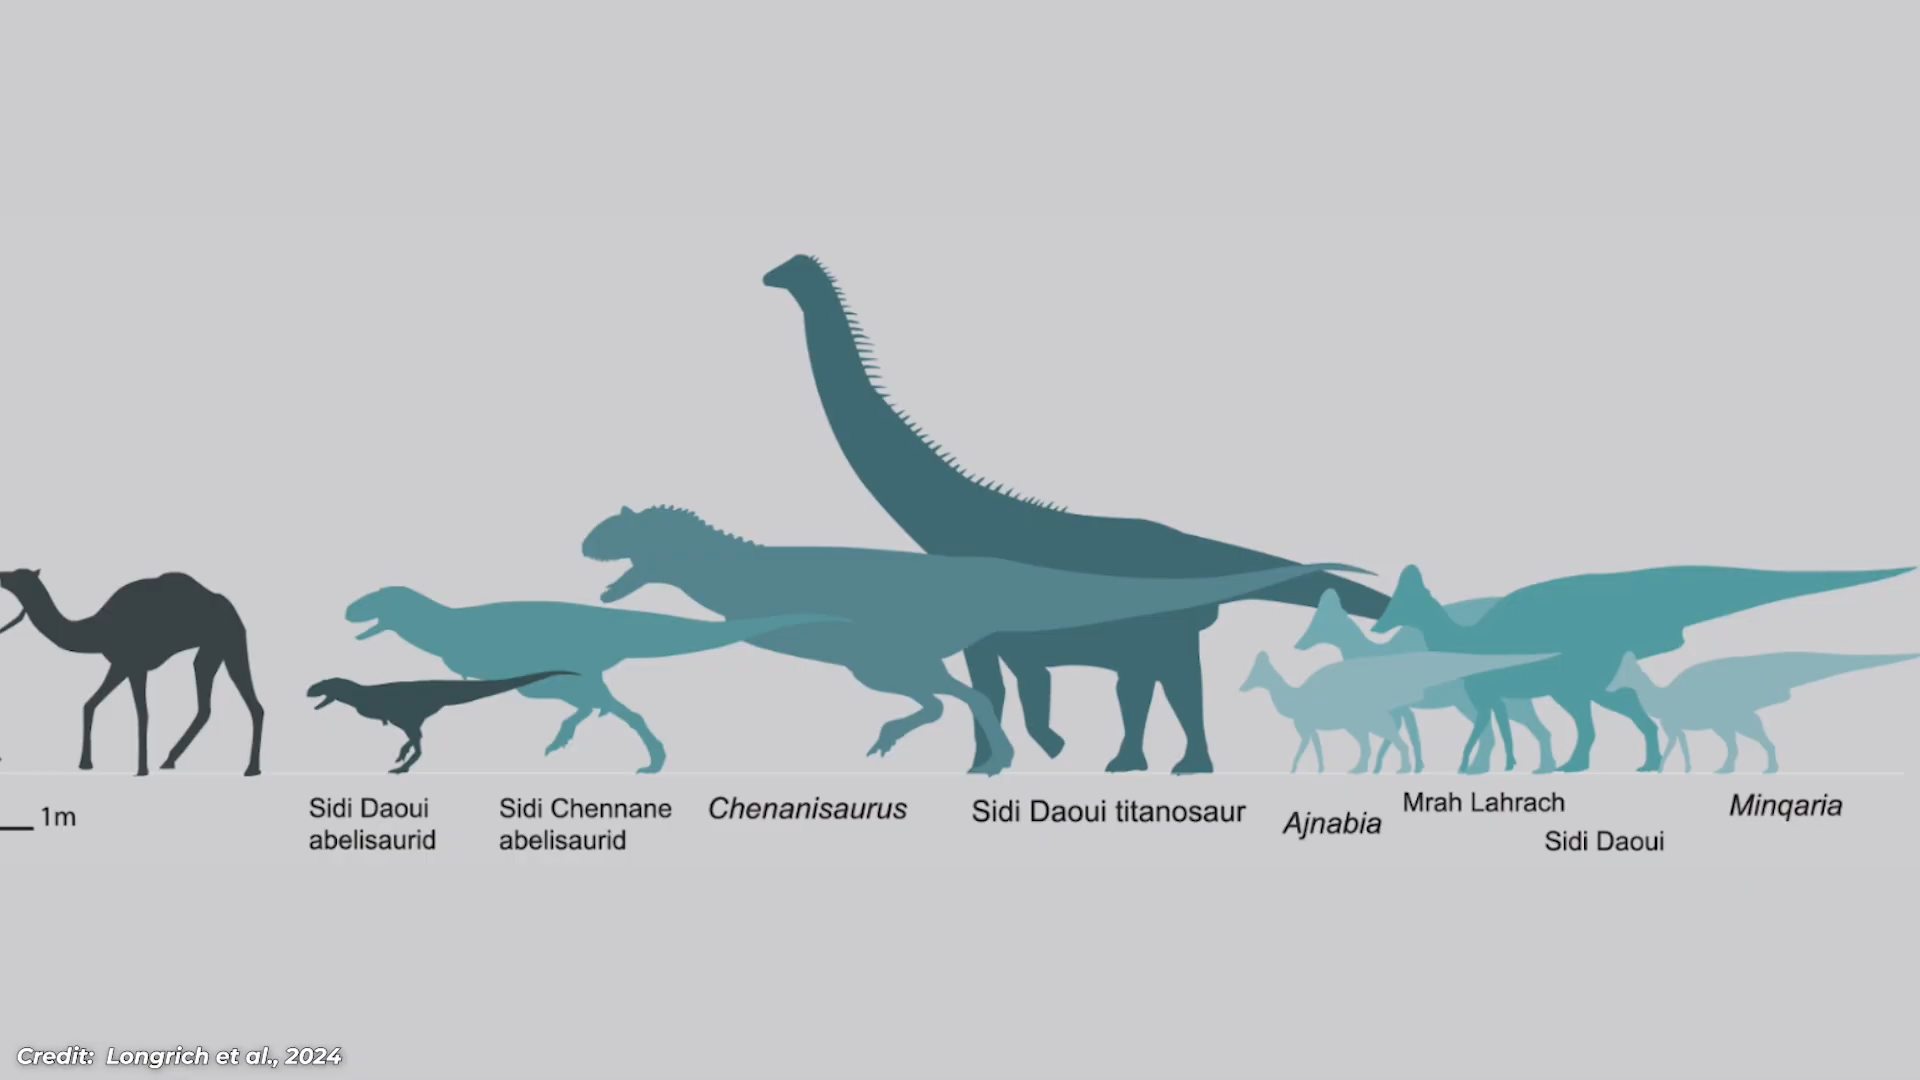 1m
Sidi Daoui
abelisaurid
Sidi Chennane
abelisaurid
Chenanisaurus
Sidi Daoui titanosaur
Ajnabia
Mrah Lahrach
Sidi Daoui
Minqaria
Credit: Longrich et al., 2024